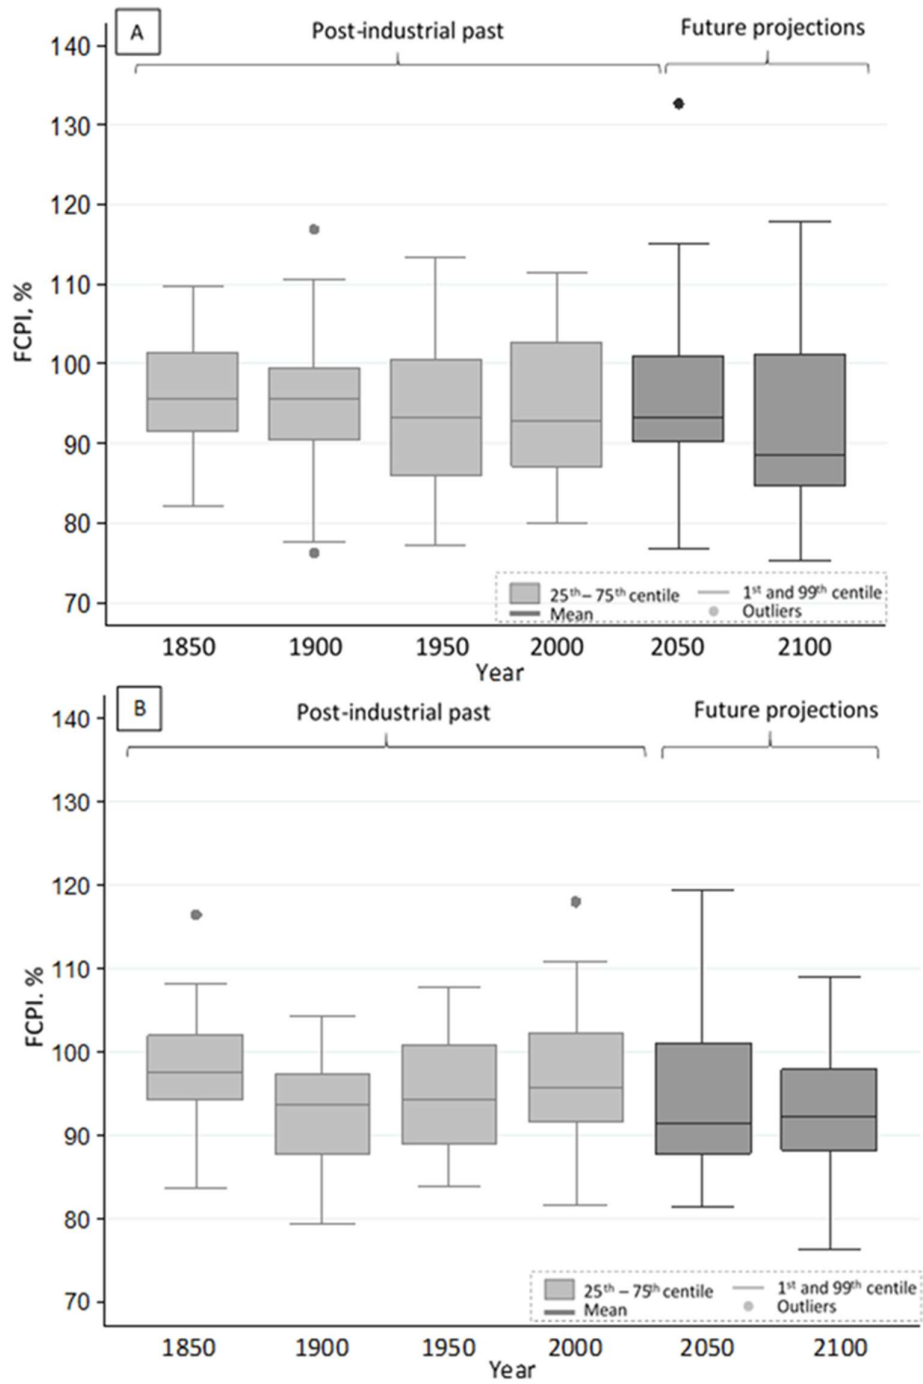 A
Post-industrial past
Future projections
140
130
120
110
100
90
80
70
FCPI, %
25th – 75th centile
1st and 99th centile
Mean
Outliers
1850 1900 1950 2000 2050 2100
Year
B
Post-industrial past
Future projections
140
130
120
110
100
90
80
70
FCPI. %
25th – 75th centile
1st and 99th centile
Mean
Outliers
1850 1900 1950 2000 2050 2100
Year